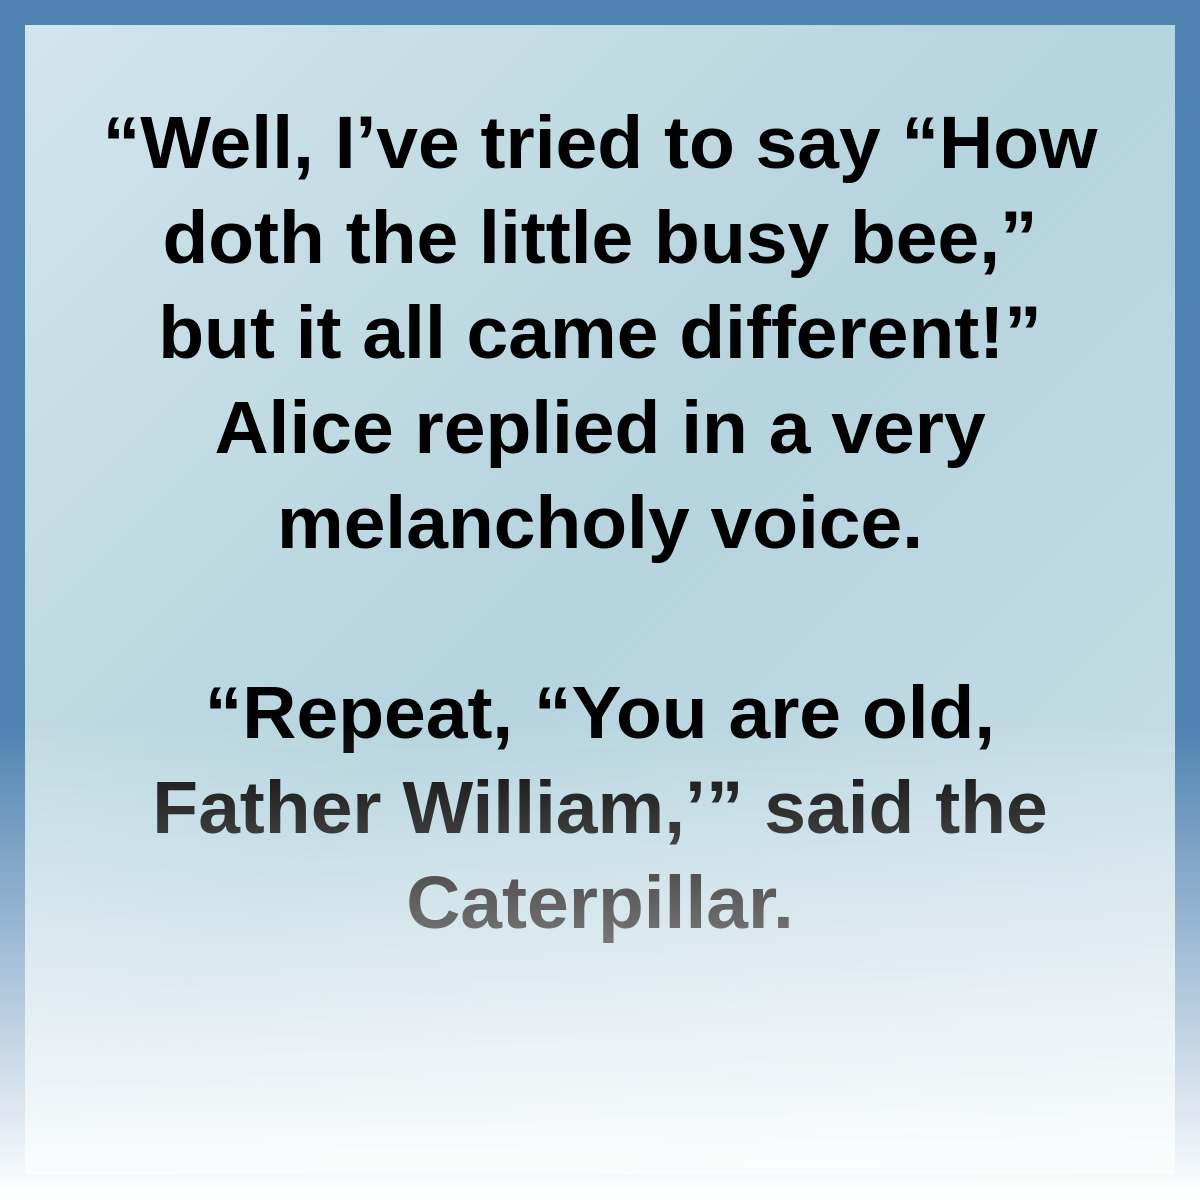 “Well, I’ve tried to say “How
doth the little busy bee,”
but it all came different!”
Alice replied in a very
melancholy voice.
“Repeat, “You are old,
Father William,’” said the
Caterpillar.